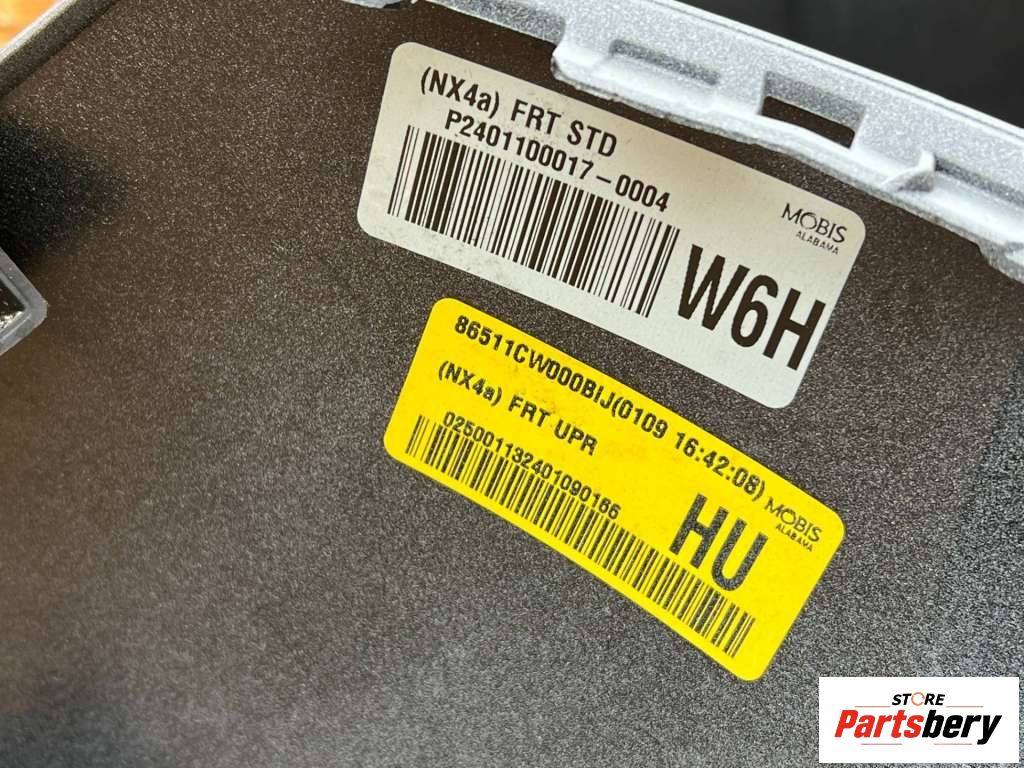 (NX4a) FRT STD
P2401100017-0004
MOBIS
ALABAMA
W6H
86511CW000BIJ(0109 16:42:08)
(NX4a) FRT UPR
025001132401090166
MOBIS
ALABAMA
HU
STORE
Partsbery